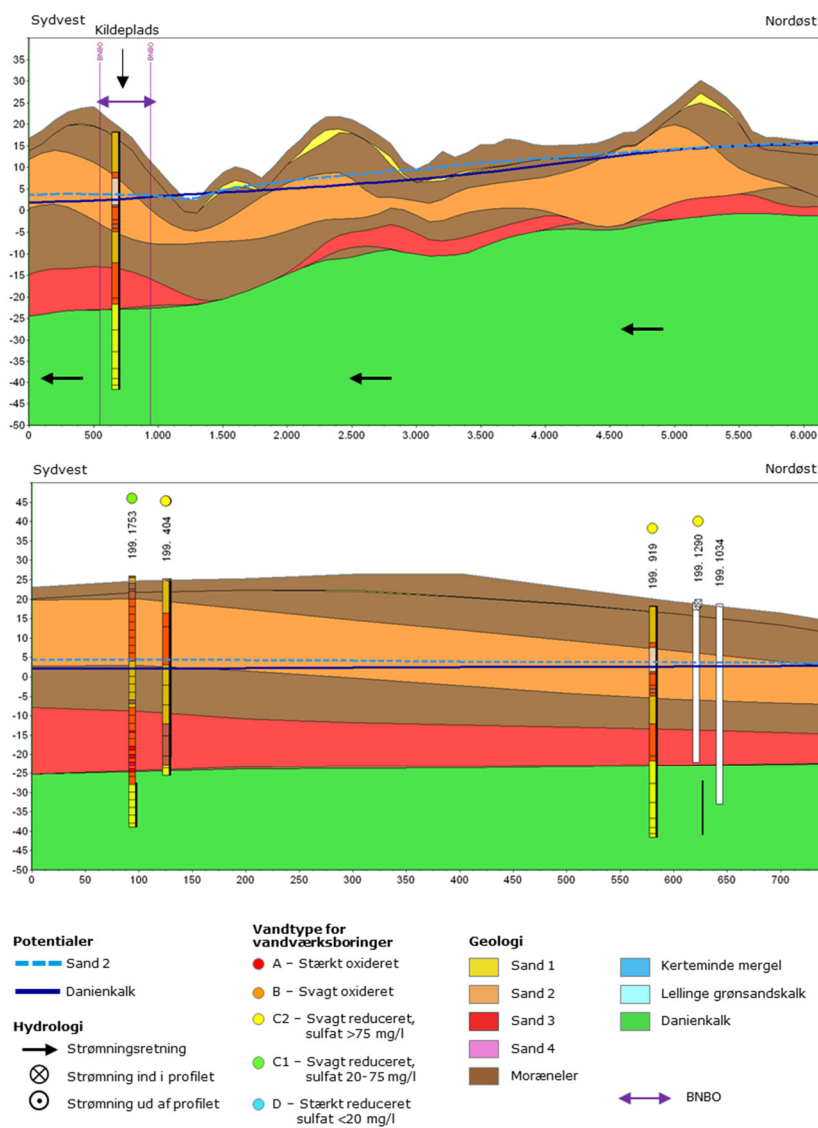 Sydvest
Nordøst
Kildeplads
BNBO
BNBO
35
30
25
20
15
10
5
0
-5
-10
-15
-20
-25
-30
-35
-40
-45
-50
0
500
1.000
1.500
2.000
2.500
3.000
3.500
4.000
4.500
5.000
5.500
6.000
Sydvest
Nordøst
199. 1753
199. 404
199. 919
199. 1290
199. 1034
45
40
35
30
25
20
15
10
5
0
-5
-10
-15
-20
-25
-30
-35
-40
-45
-50
0
50
100
150
200
250
300
350
400
450
500
550
600
650
700
Potentialer
Sand 2
Danienkalk
Hydrologi
Strømningsretning
Strømning ind i profilet
Strømning ud af profilet
Vandtype for
vandværksboringer
A – Stærkt oxideret
B – Svagt oxideret
C2 – Svagt reduceret,
sulfat >75 mg/l
C1 – Svagt reduceret,
sulfat 20-75 mg/l
D – Stærkt reduceret
sulfat <20 mg/l
Geologi
Sand 1
Sand 2
Sand 3
Sand 4
Moræneler
Kerteminde mergel
Lellinge grønsandskalk
Danienkalk
BNBO